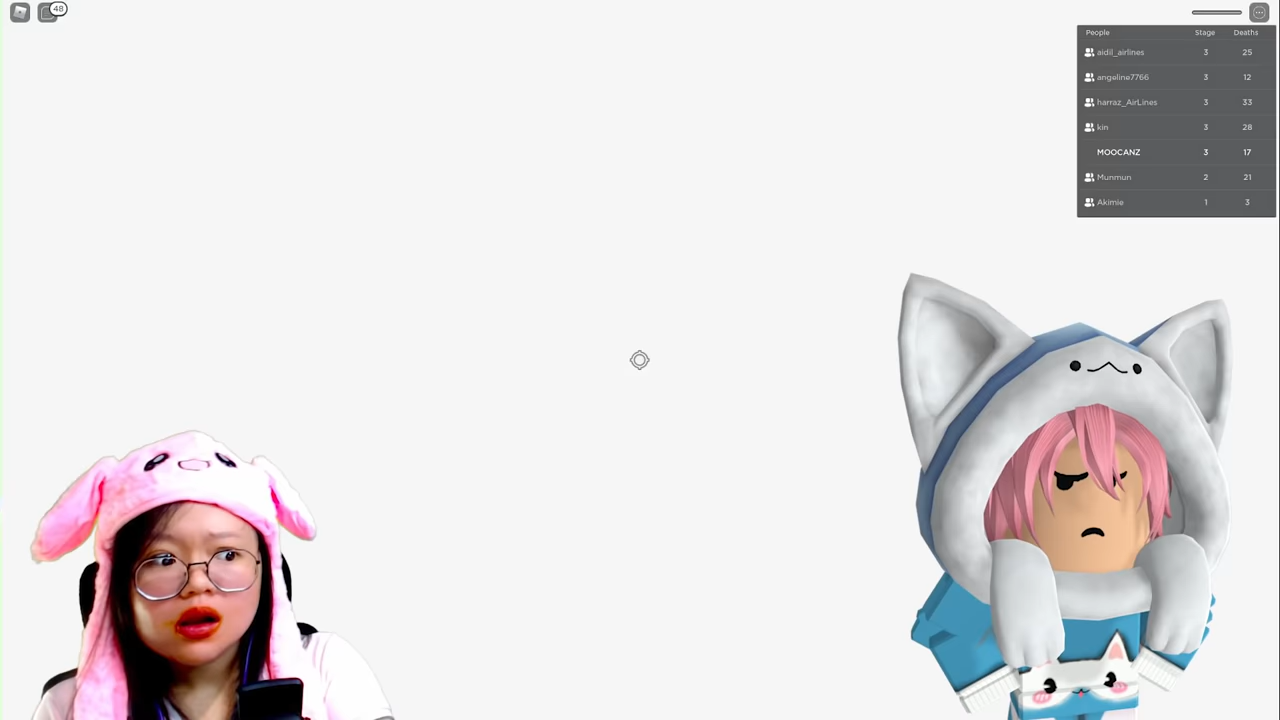 48
People Stage Deaths
aidil_airlines 3 25
angeline7766 3 12
harraz_AirLines 3 33
kin 3 28
MOOCANZ 3 17
Munmun 2 21
Akimie 1 3